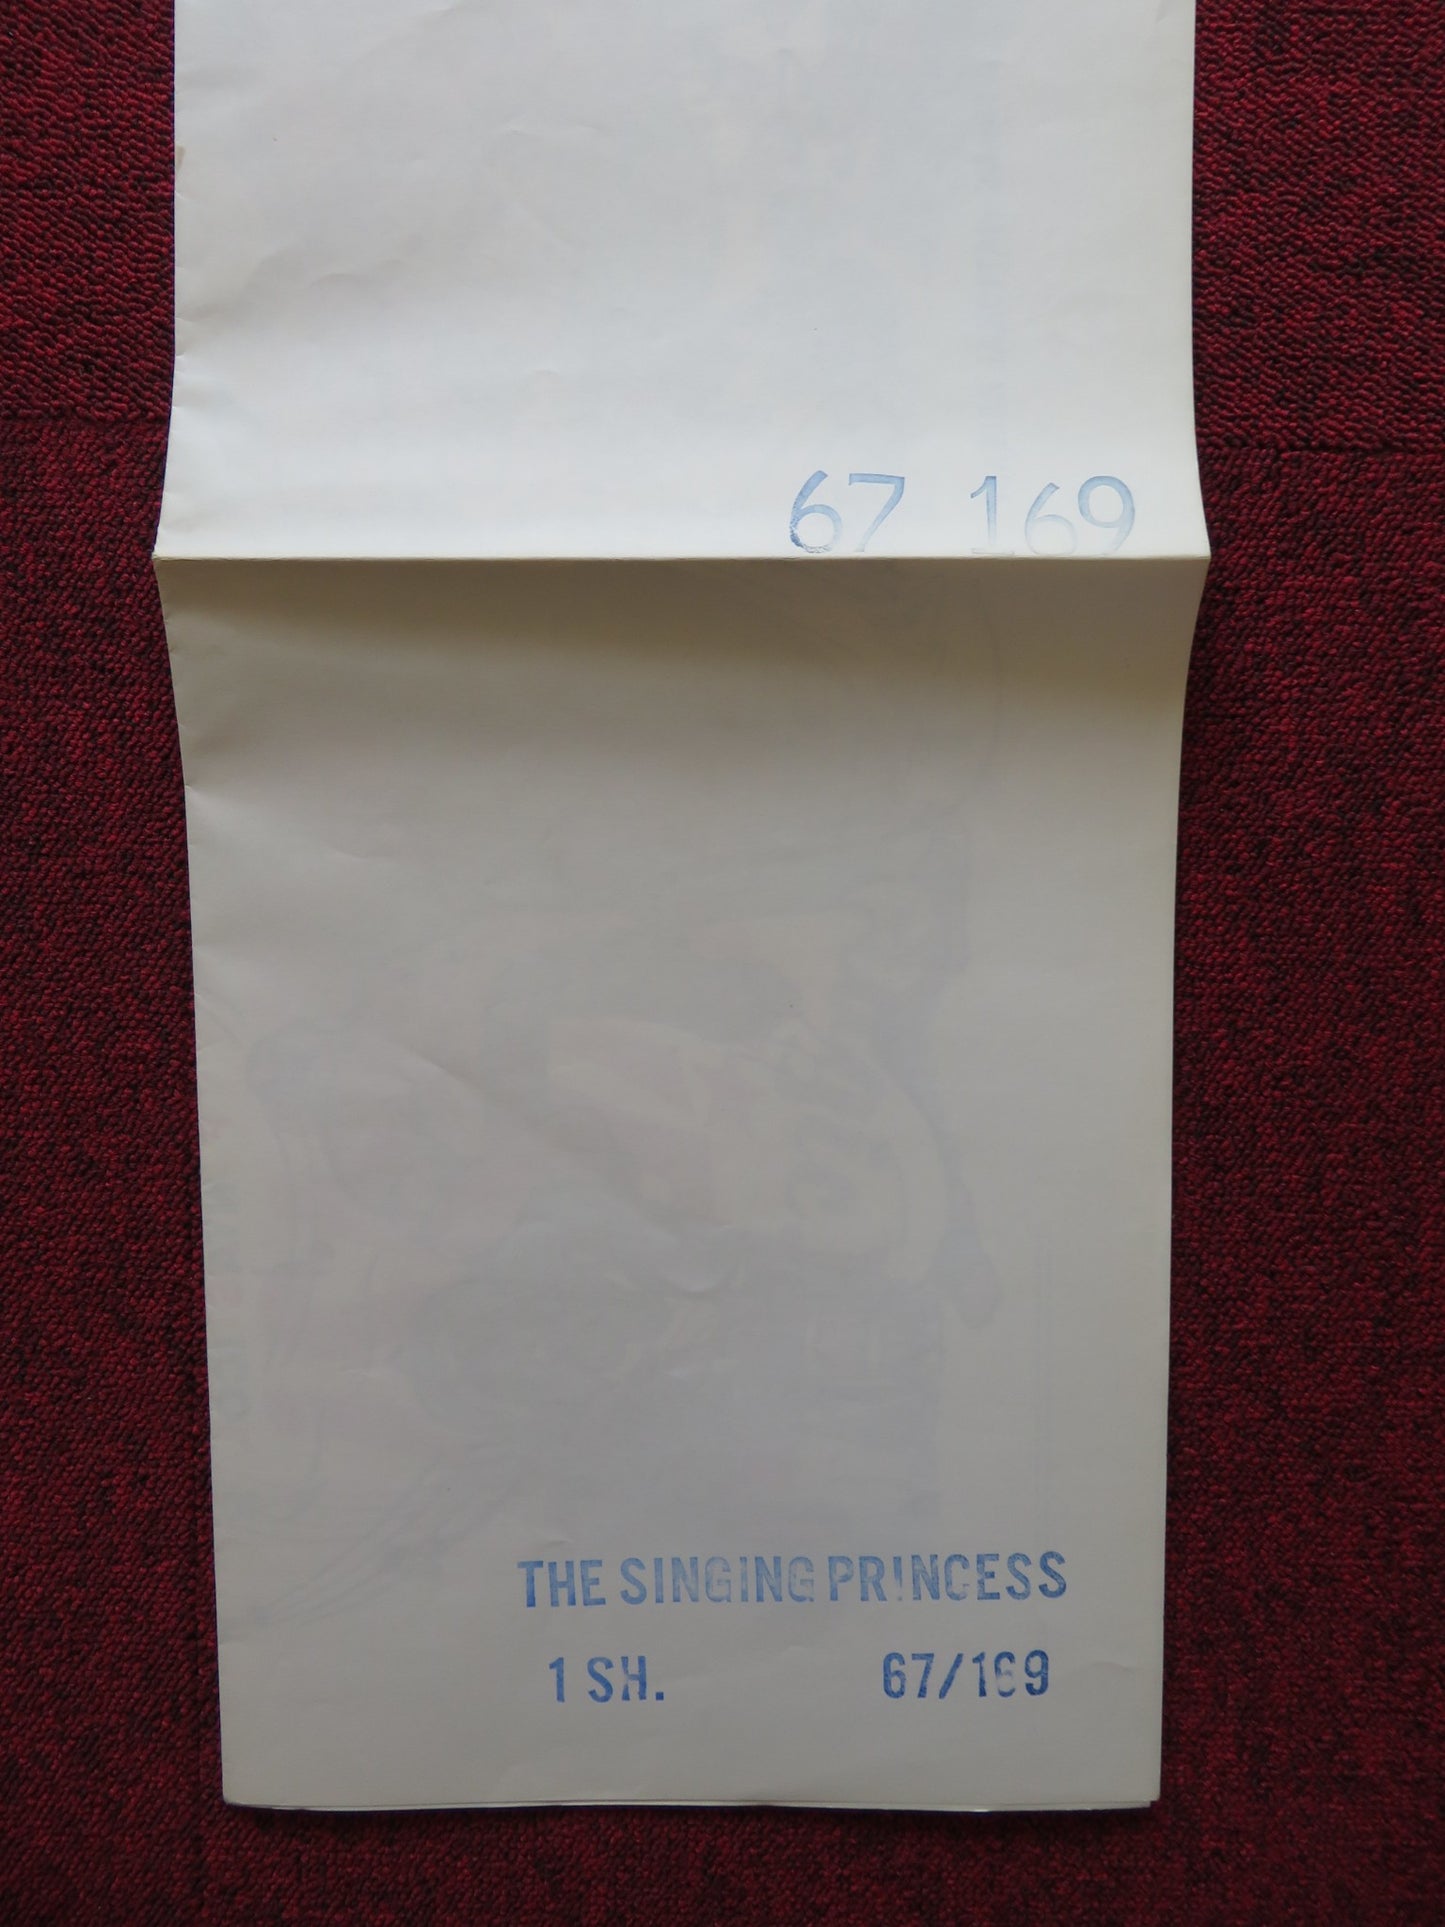 67 169
THE SINGING PRINCESS
1 SH. 67/169